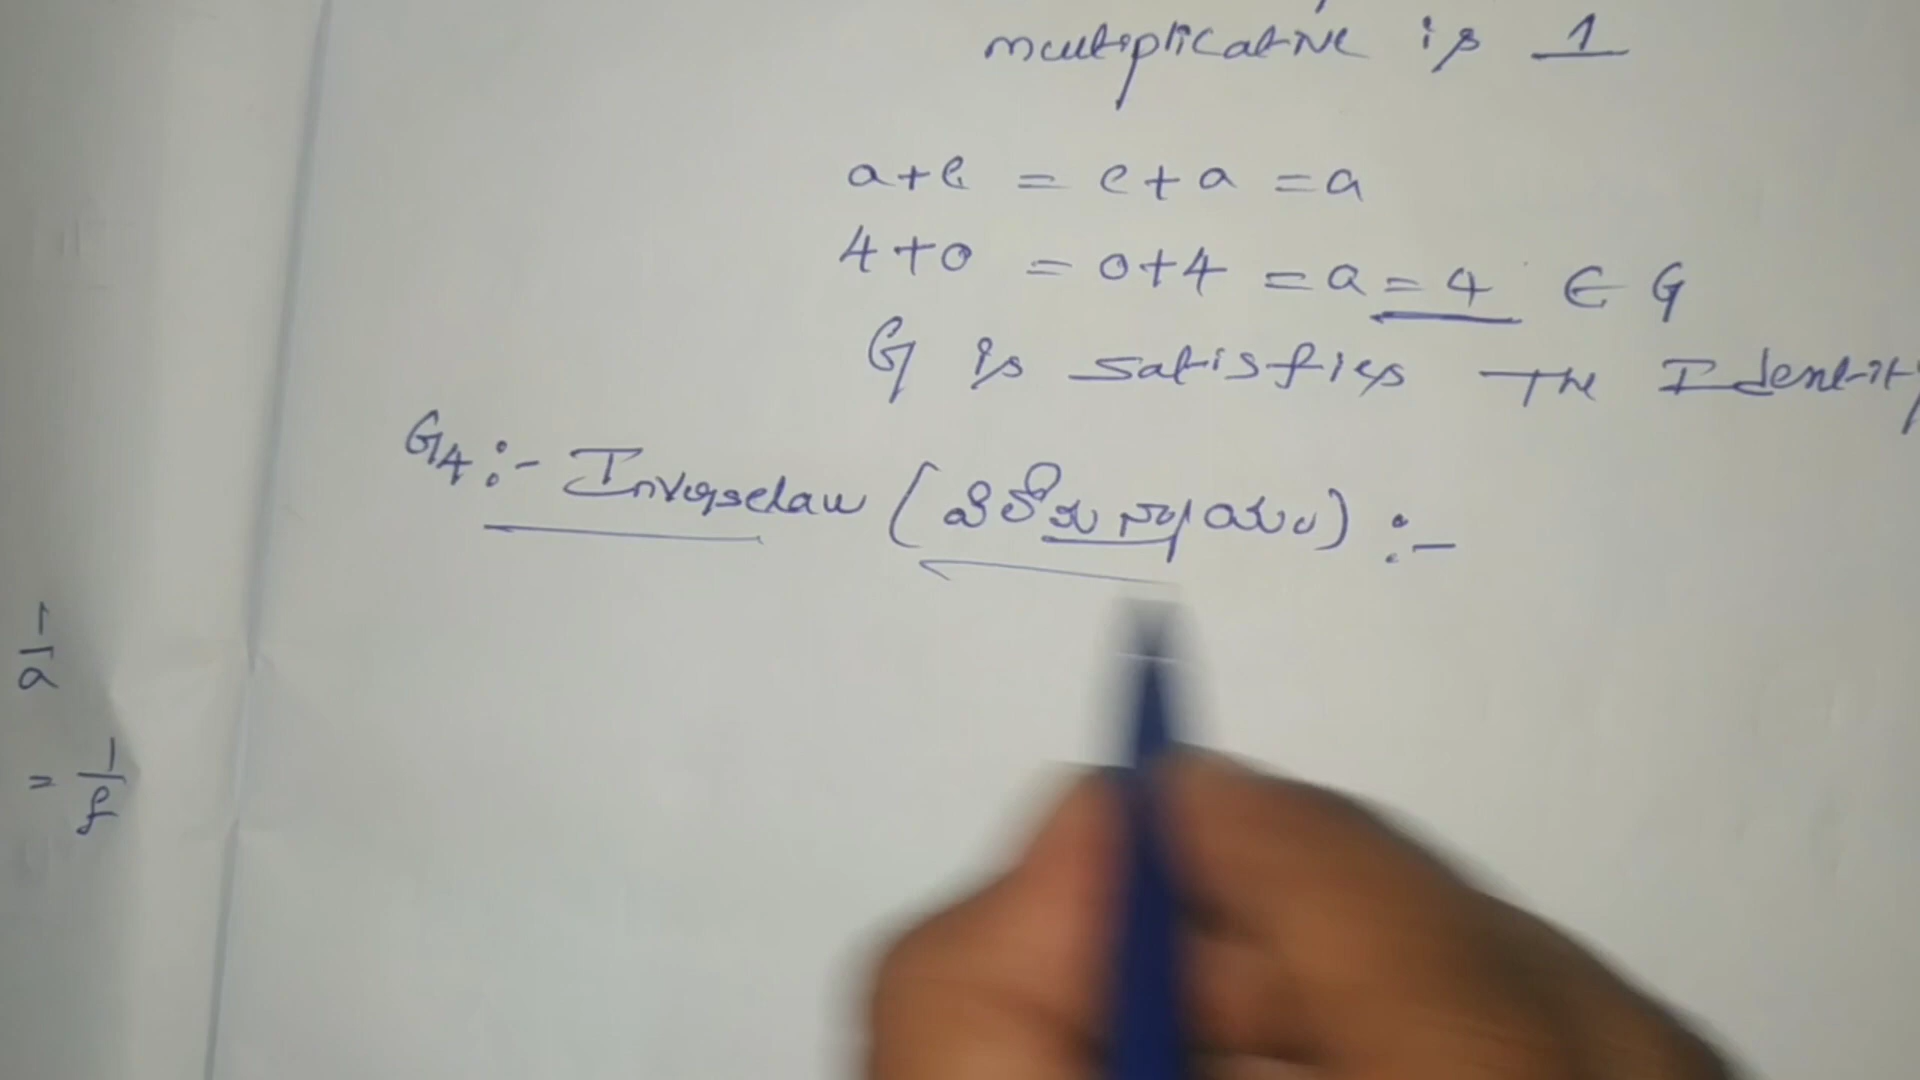 multiplicative is 1
a+e = e+a =a
4+0 = 0+4 =a=4 ∈ G
G is satisfies The Identity
G4:- Inverselaw (విలోమ న్యాయం) :-